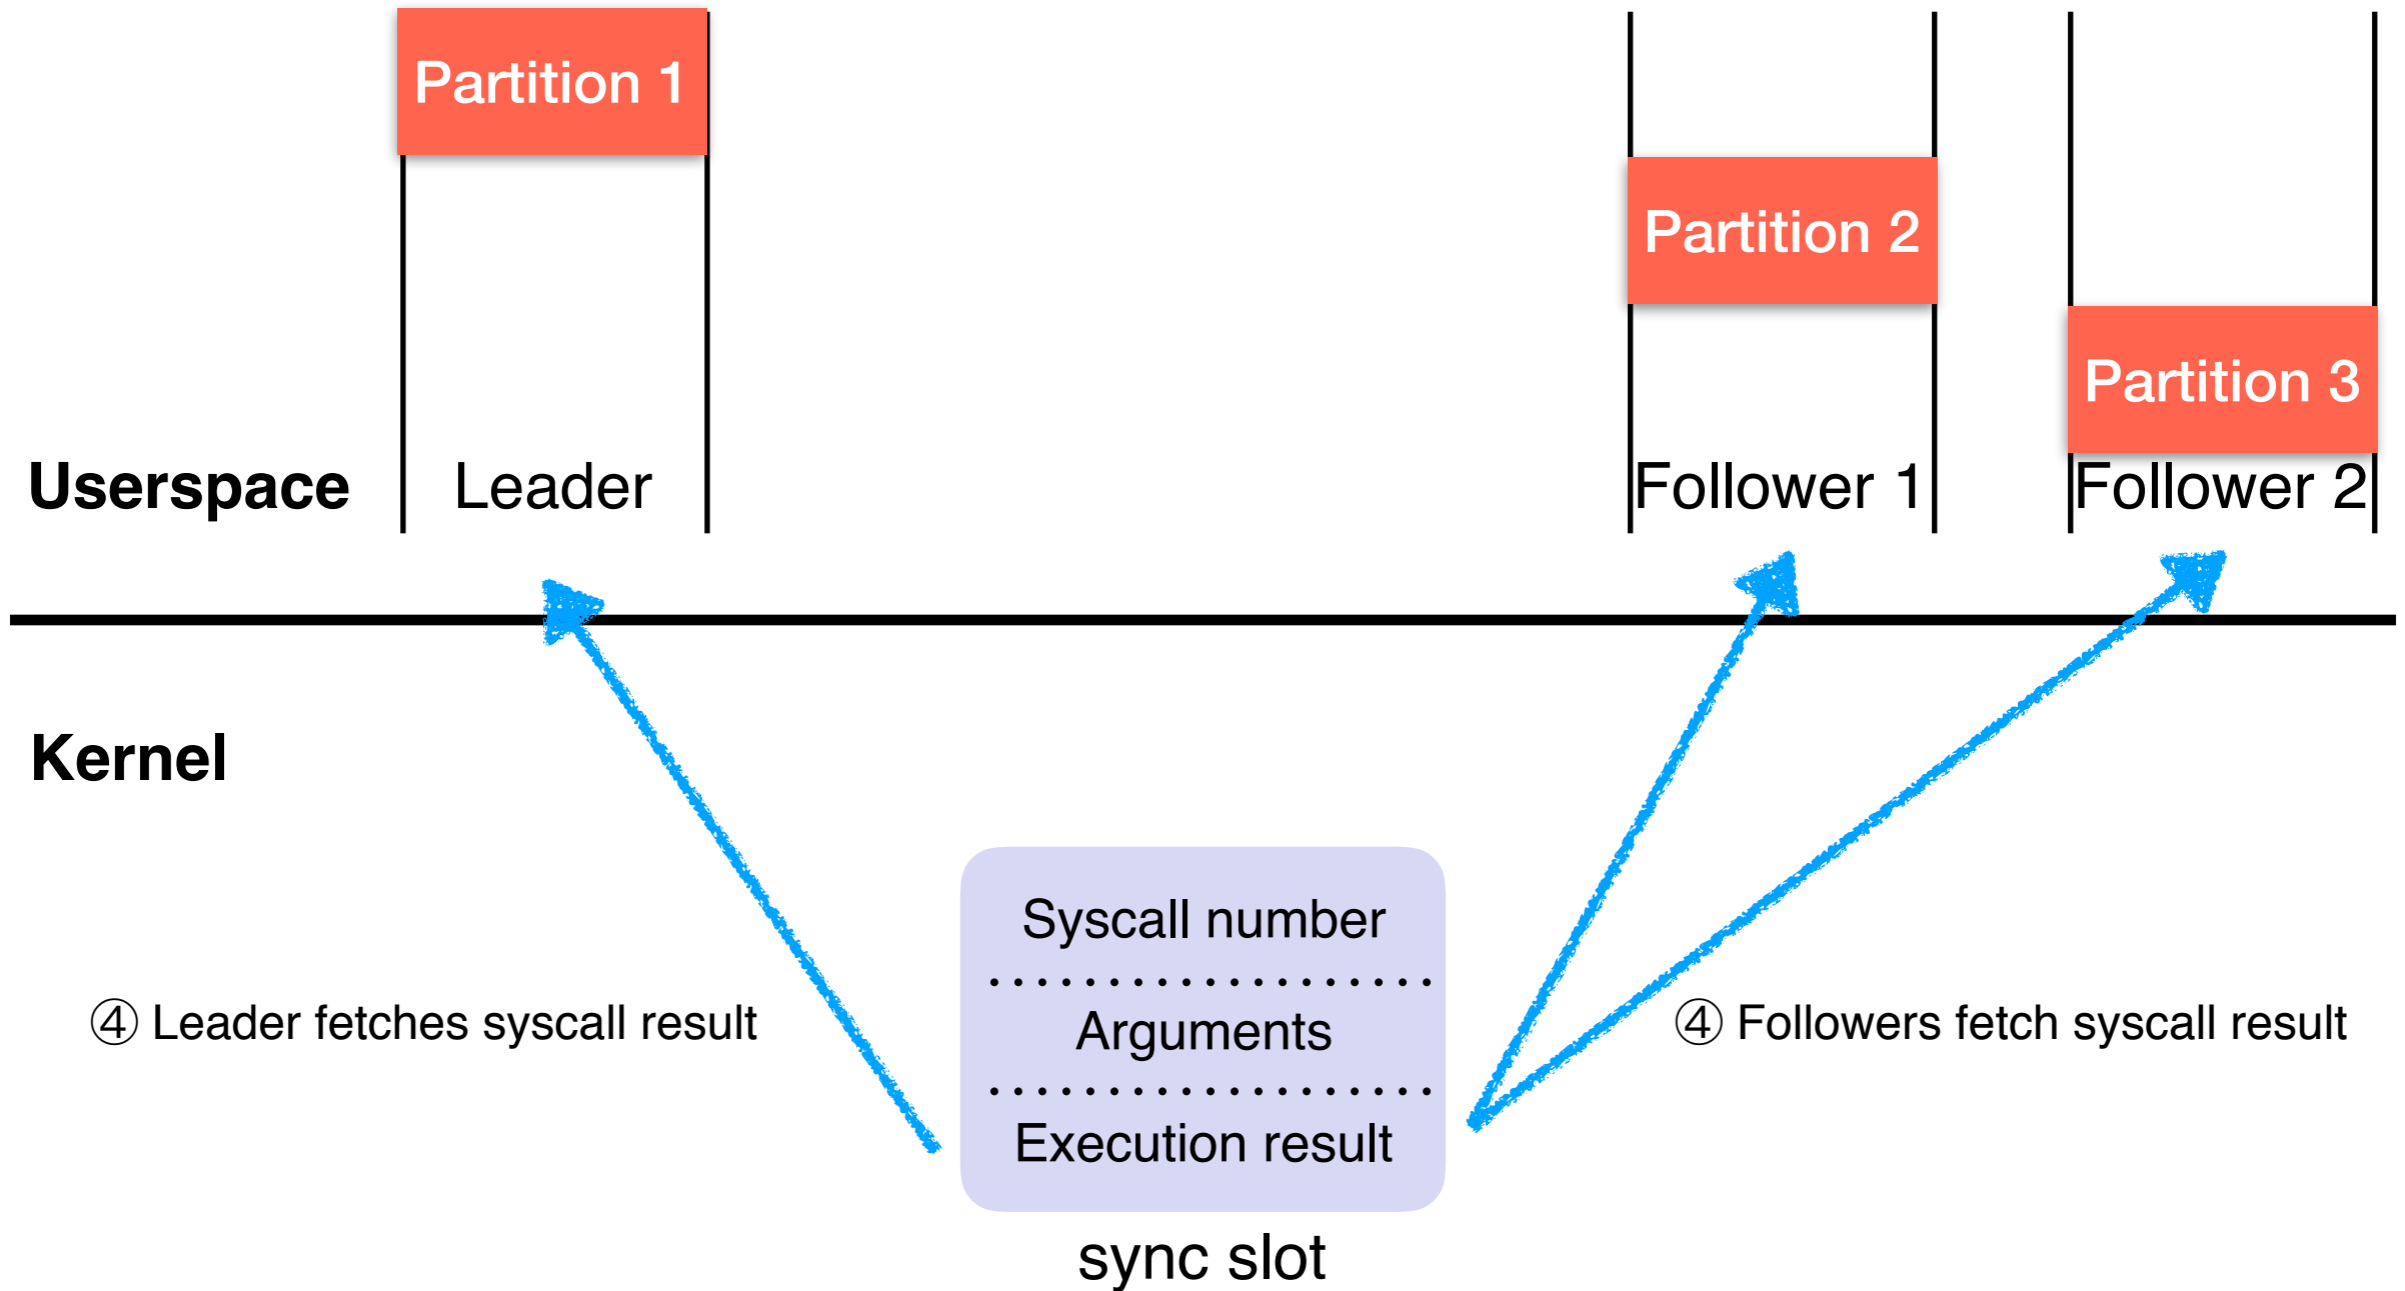 Partition 1
Partition 2
Partition 3
Userspace
Leader
Follower 1
Follower 2
Kernel
Syscall number
Arguments
Execution result
④ Leader fetches syscall result
④ Followers fetch syscall result
sync slot